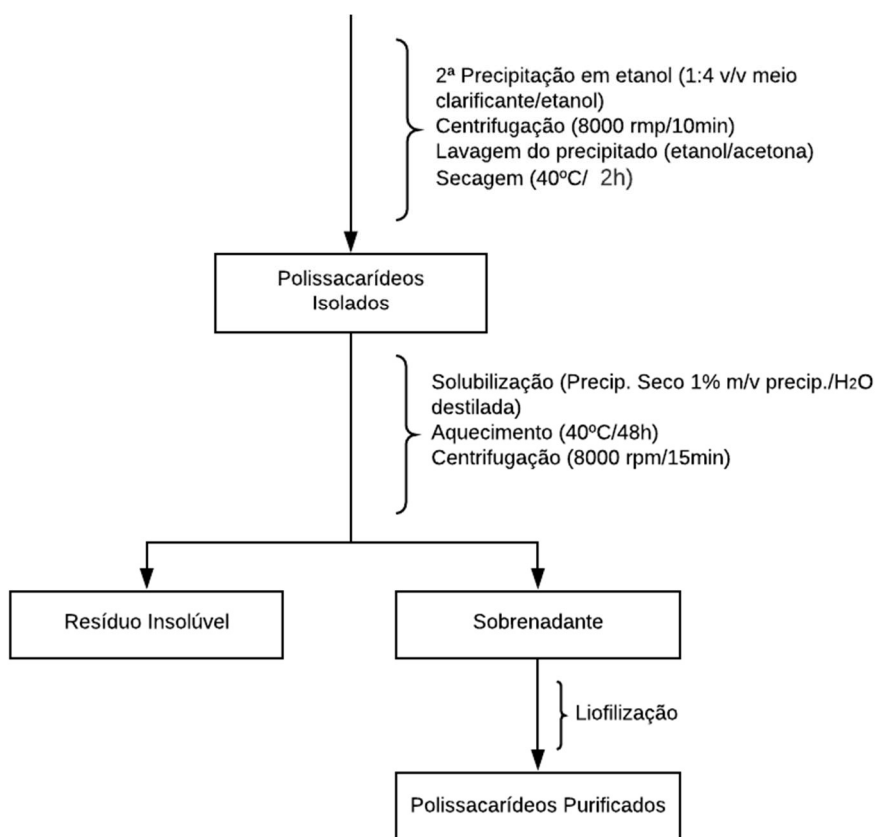 2ª Precipitação em etanol (1:4 v/v meio
clarificante/etanol)
Centrifugação (8000 rmp/10min)
Lavagem do precipitado (etanol/acetona)
Secagem (40ºC/ 2h)
Polissacarídeos
Isolados
Solubilização (Precip. Seco 1% m/v precip./H2O
destilada)
Aquecimento (40ºC/48h)
Centrifugação (8000 rpm/15min)
Resíduo Insolúvel
Sobrenadante
Liofilização
Polissacarídeos Purificados